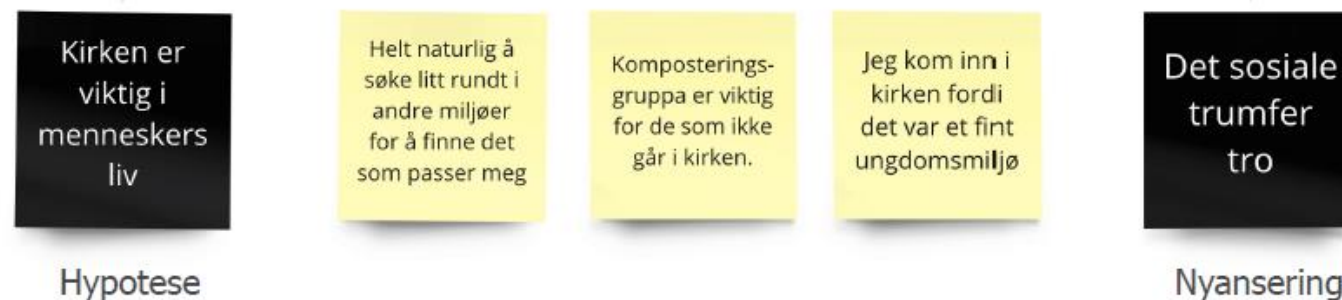 Kirken er
viktig i
menneskers
liv
Helt naturlig å
søke litt rundt i
andre miljøer
for å finne det
som passer meg
Komposterings-
gruppa er viktig
for de som ikke
går i kirken.
Jeg kom inn i
kirken fordi
det var et fint
ungdomsmiljø
Det sosiale
trumfer
tro
Hypotese
Nyansering